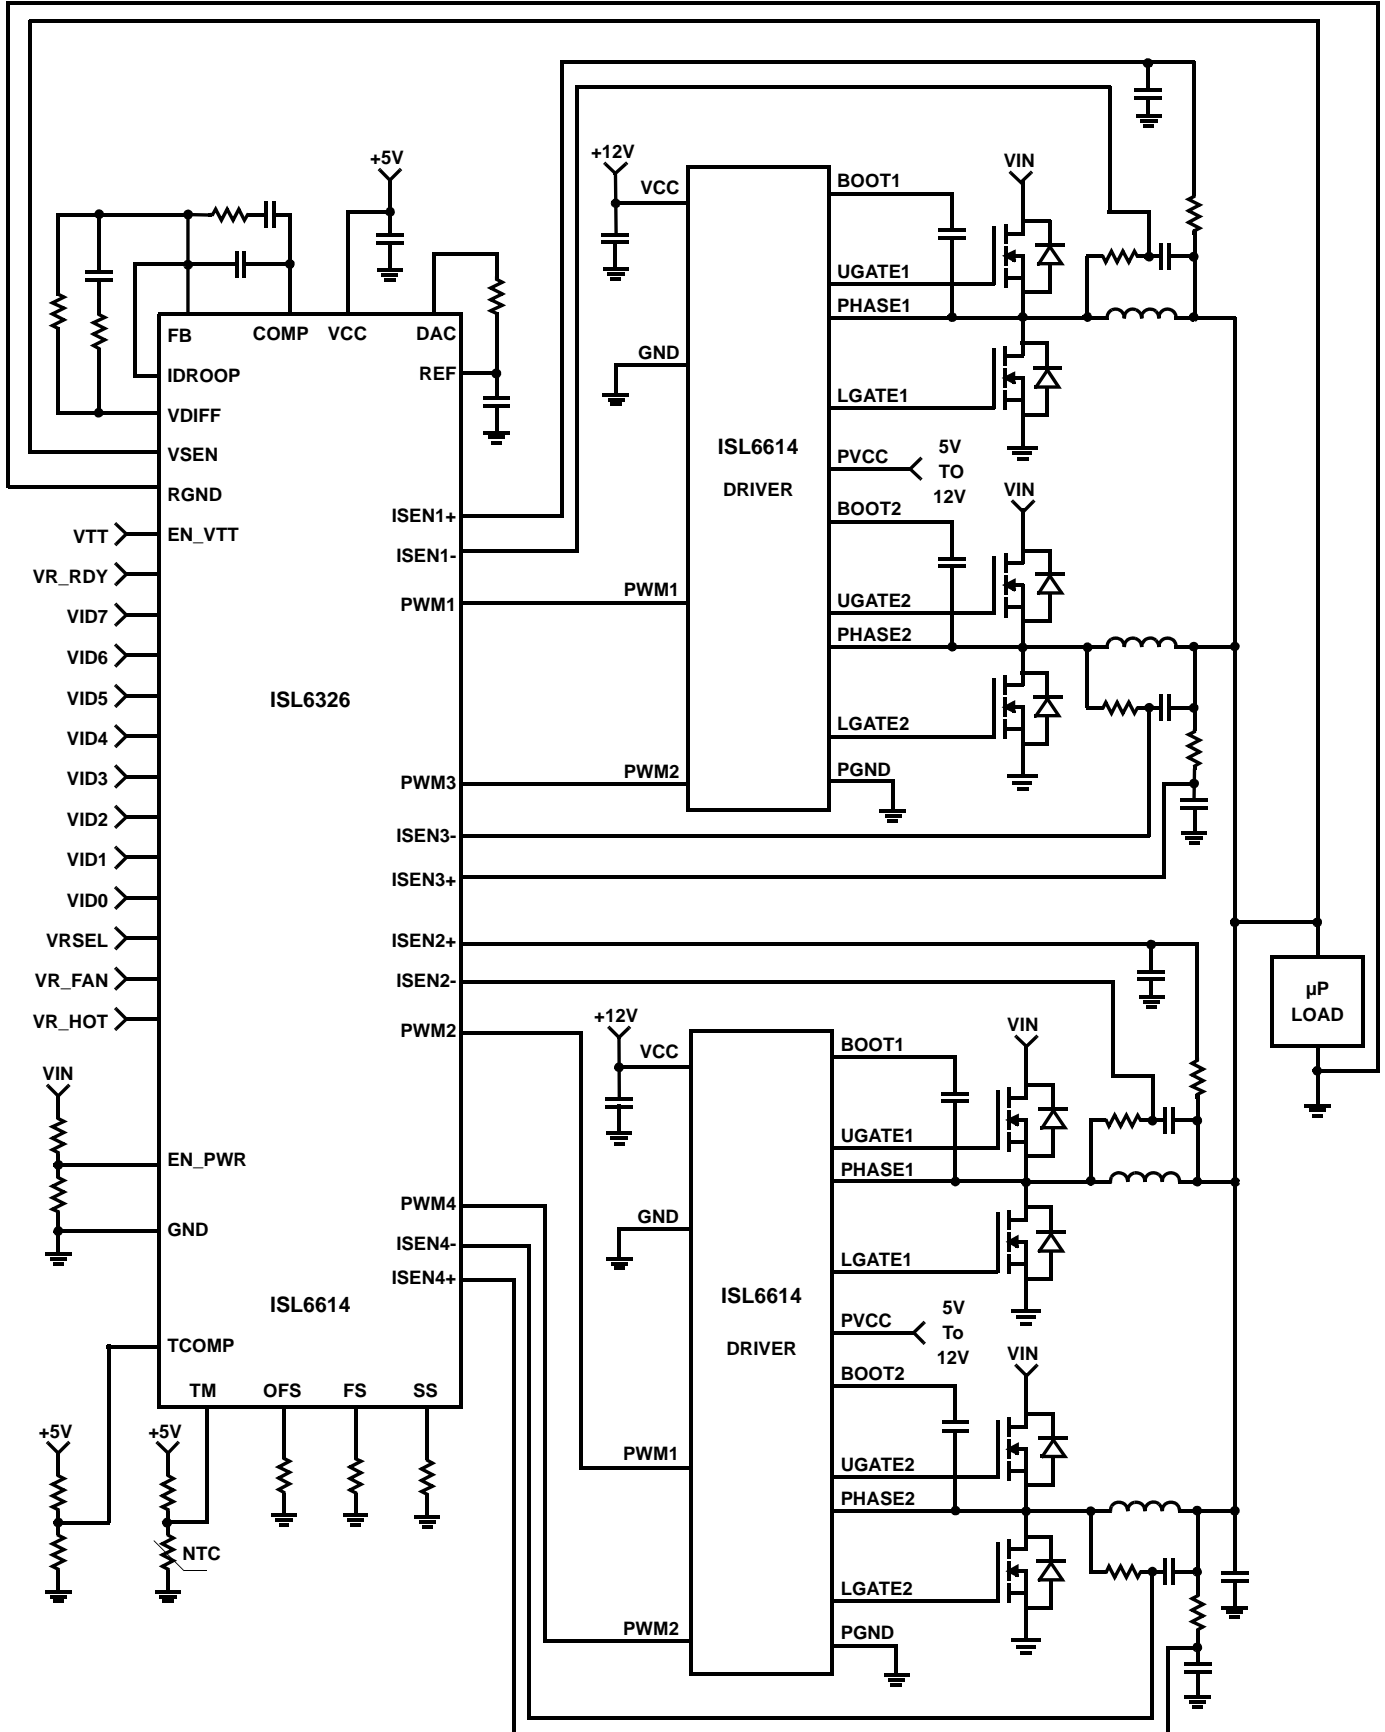 +5V
+12V
VCC
BOOT1
VIN
UGATE1
PHASE1
FB
COMP
VCC
DAC
GND
IDROOP
REF
LGATE1
VDIFF
VSEN
ISL6614
DRIVER
PVCC
5V
TO
12V
RGND
VIN
ISEN1+
BOOT2
VTT
EN_VTT
ISEN1-
VR_RDY
PWM1
PWM1
UGATE2
VID7
PHASE2
VID6
VID5
ISL6326
LGATE2
VID4
VID3
PWM3
PWM2
PGND
VID2
ISEN3-
VID1
ISEN3+
VID0
VRSEL
ISEN2+
VR_FAN
ISEN2-
µP
LOAD
VR_HOT
PWM2
+12V
VCC
BOOT1
VIN
VIN
UGATE1
EN_PWR
PHASE1
PWM4
GND
GND
ISEN4-
LGATE1
ISEN4+
ISL6614
ISL6614
DRIVER
PVCC
5V
To
12V
TCOMP
VIN
BOOT2
TM
OFS
FS
SS
+5V
+5V
PWM1
UGATE2
PHASE2
NTC
LGATE2
PWM2
PGND